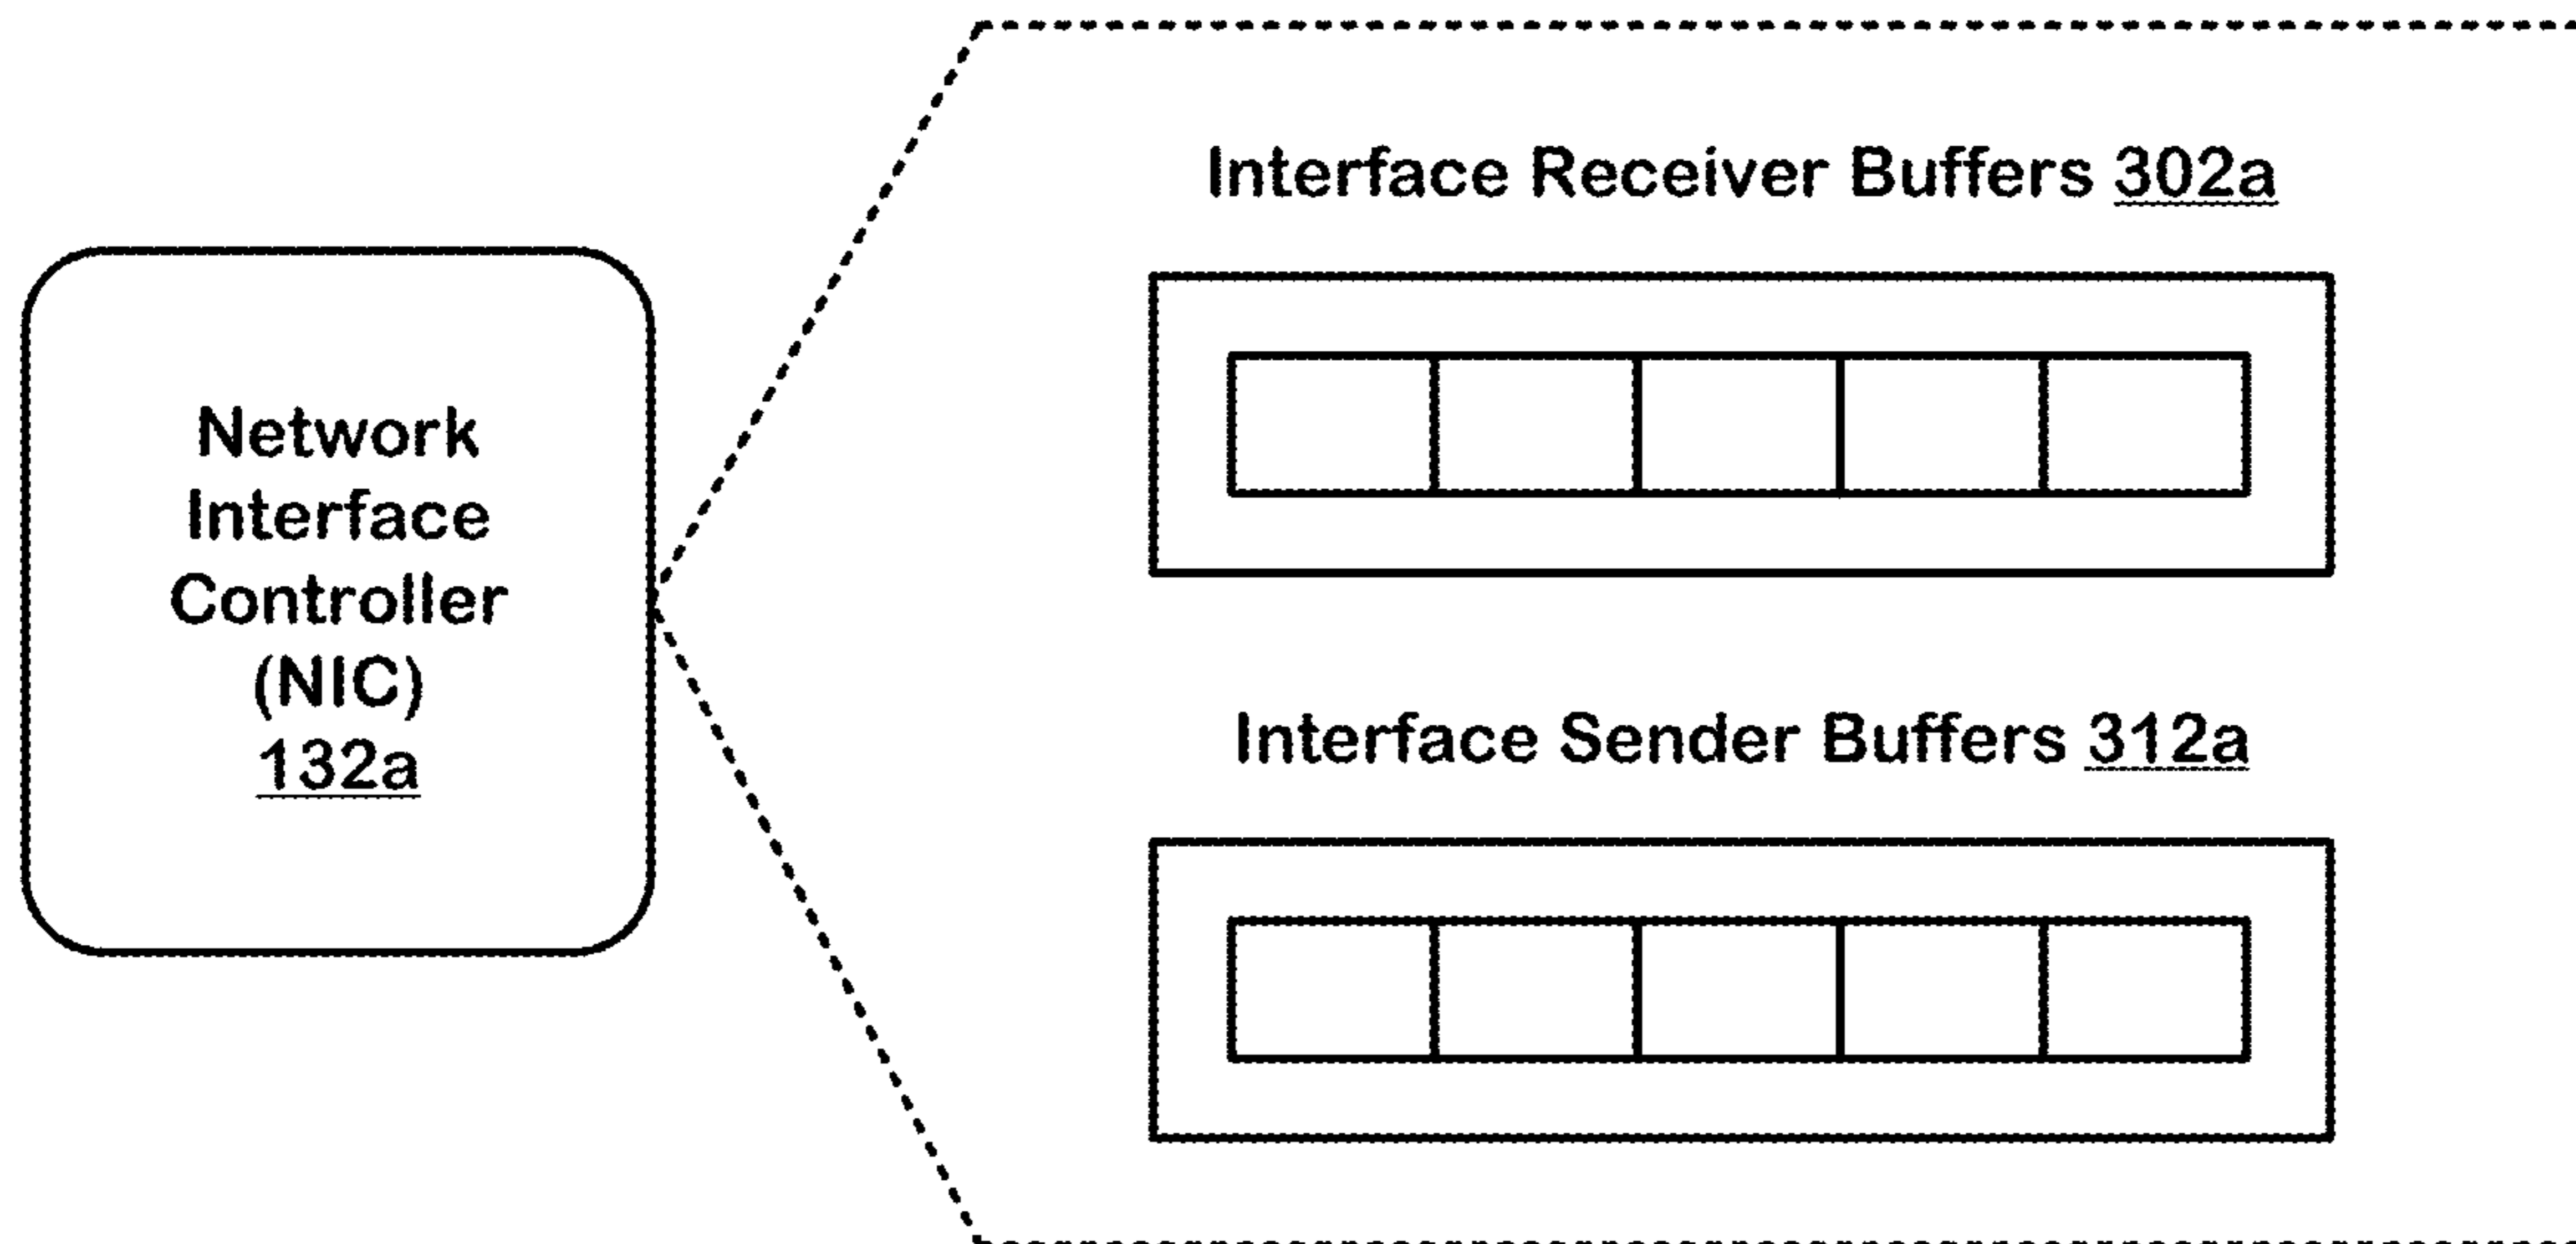 Network
Interface
Controller
(NIC)
132a
Interface Receiver Buffers 302a
Interface Sender Buffers 312a